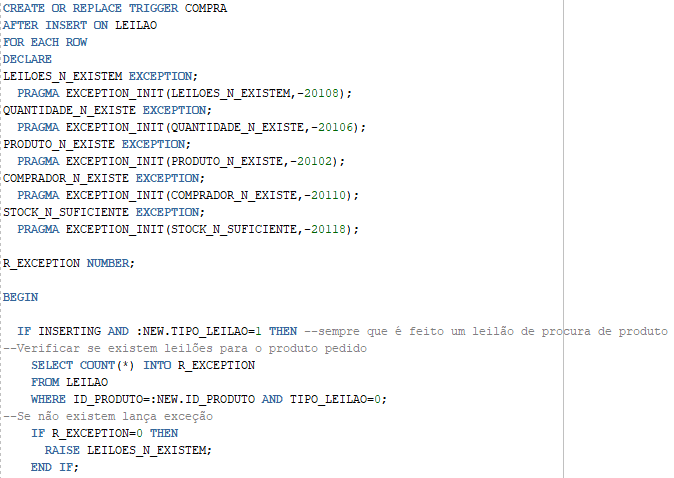 CREATE OR REPLACE TRIGGER COMPRA
AFTER INSERT ON LEILAO
FOR EACH ROW
DECLARE
LEILOES_N_EXISTEM EXCEPTION;
PRAGMA EXCEPTION_INIT(LEILOES_N_EXISTEM,-20108);
QUANTIDADE_N_EXISTE EXCEPTION;
PRAGMA EXCEPTION_INIT(QUANTIDADE_N_EXISTE,-20106);
PRODUTO_N_EXISTE EXCEPTION;
PRAGMA EXCEPTION_INIT(PRODUTO_N_EXISTE,-20102);
COMPRADOR_N_EXISTE EXCEPTION;
PRAGMA EXCEPTION_INIT(COMPRADOR_N_EXISTE,-20110);
STOCK_N_SUFICIENTE EXCEPTION;
PRAGMA EXCEPTION_INIT(STOCK_N_SUFICIENTE,-20118);
R_EXCEPTION NUMBER;
BEGIN
IF INSERTING AND :NEW.TIPO_LEILAO=1 THEN --sempre que é feito um leilão de procura de produto
--Verificar se existem leilões para o produto pedido
SELECT COUNT(*) INTO R_EXCEPTION
FROM LEILAO
WHERE ID_PRODUTO=:NEW.ID_PRODUTO AND TIPO_LEILAO=0;
--Se não existem lança exceção
IF R_EXCEPTION=0 THEN
RAISE LEILOES_N_EXISTEM;
END IF;